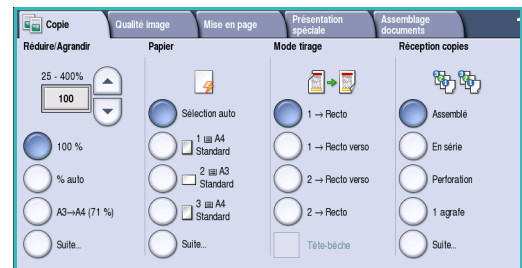 Copie
Qualité image
Mise en page
Présentation
spéciale
Assemblage
documents
Réduire/Agrandir
Papier
Mode tirage
Réception copies
25 - 400%
100
100 %
% auto
A3→A4 (71 %)
Suite...
Sélection auto
1 A4
Standard
2 A3
Standard
3 A4
Standard
Suite...
1 → Recto
1 → Recto verso
2 → Recto verso
2 → Recto
Tête-bêche
Assemblé
En série
Perforation
1 agrafe
Suite...